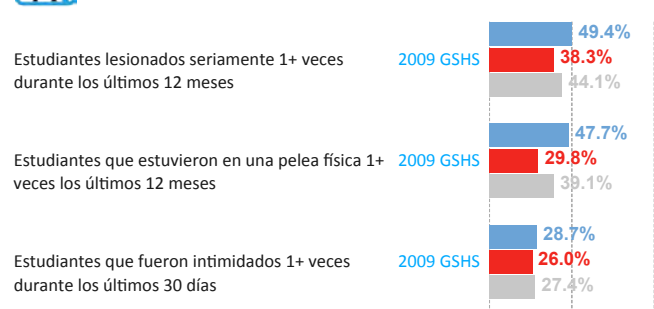 49.4%
Estudiantes lesionados seriamente 1+ veces 2009 GSHS 38.3%
durante los últimos 12 meses 44.1%
47.7%
Estudiantes que estuvieron en una pelea física 1+ 2009 GSHS 29.8%
veces los últimos 12 meses 39.1%
28.7%
Estudiantes que fueron intimidados 1+ veces 2009 GSHS 26.0%
durante los últimos 30 días 27.4%